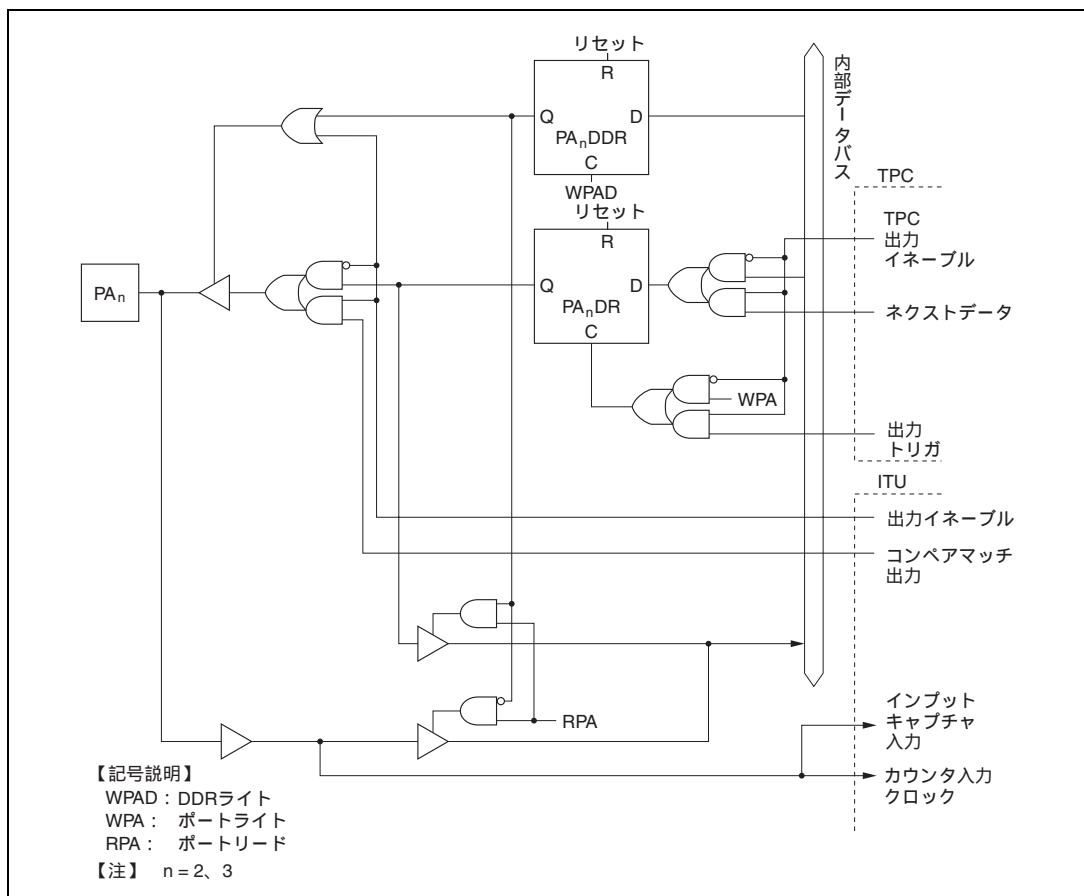 リセット
R
Q
D
PAnDDR
C
WPAD
内部データバス
TPC
リセット
R
TPC
出力
イネーブル
PAn
Q
D
PAnDR
C
ネクストデータ
WPA
出力
トリガ
ITU
出力イネーブル
コンペアマッチ
出力
RPA
インプット
キャプチャ
入力
カウンタ入力
クロック
【記号説明】
WPAD : DDRライト
WPA : ポートライト
RPA : ポートリード
【注】 n = 2、3